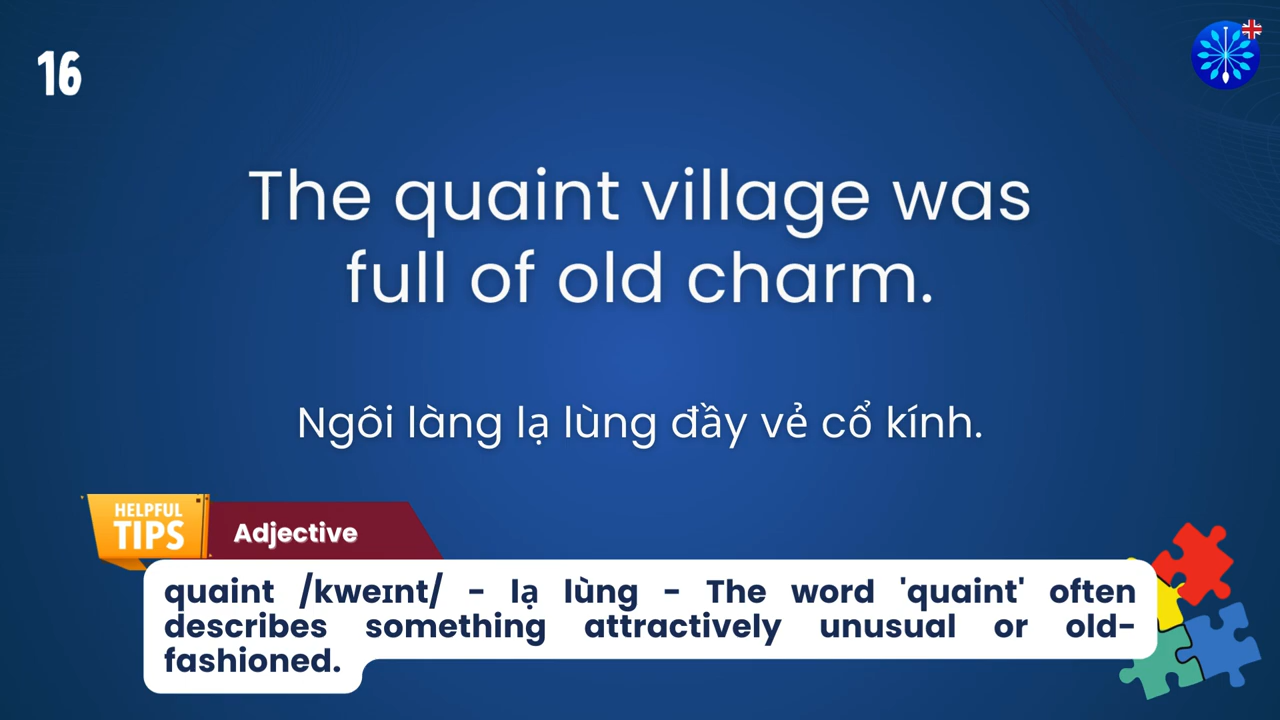 16
The quaint village was
full of old charm.
Ngôi làng lạ lùng đầy vẻ cổ kính.
HELPFUL
TIPS
Adjective
quaint /kweɪnt/ - lạ lùng - The word 'quaint' often
describes something attractively unusual or old-
fashioned.